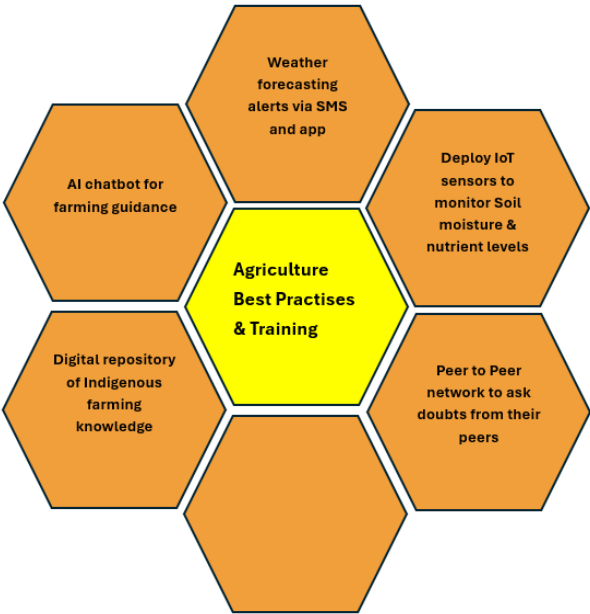 Weather
forecasting
alerts via SMS
and app
Deploy IoT
sensors to
monitor Soil
moisture &
nutrient levels
AI chatbot for
farming guidance
Agriculture
Best Practises
& Training
Digital repository
of Indigenous
farming
knowledge
Peer to Peer
network to ask
doubts from their
peers